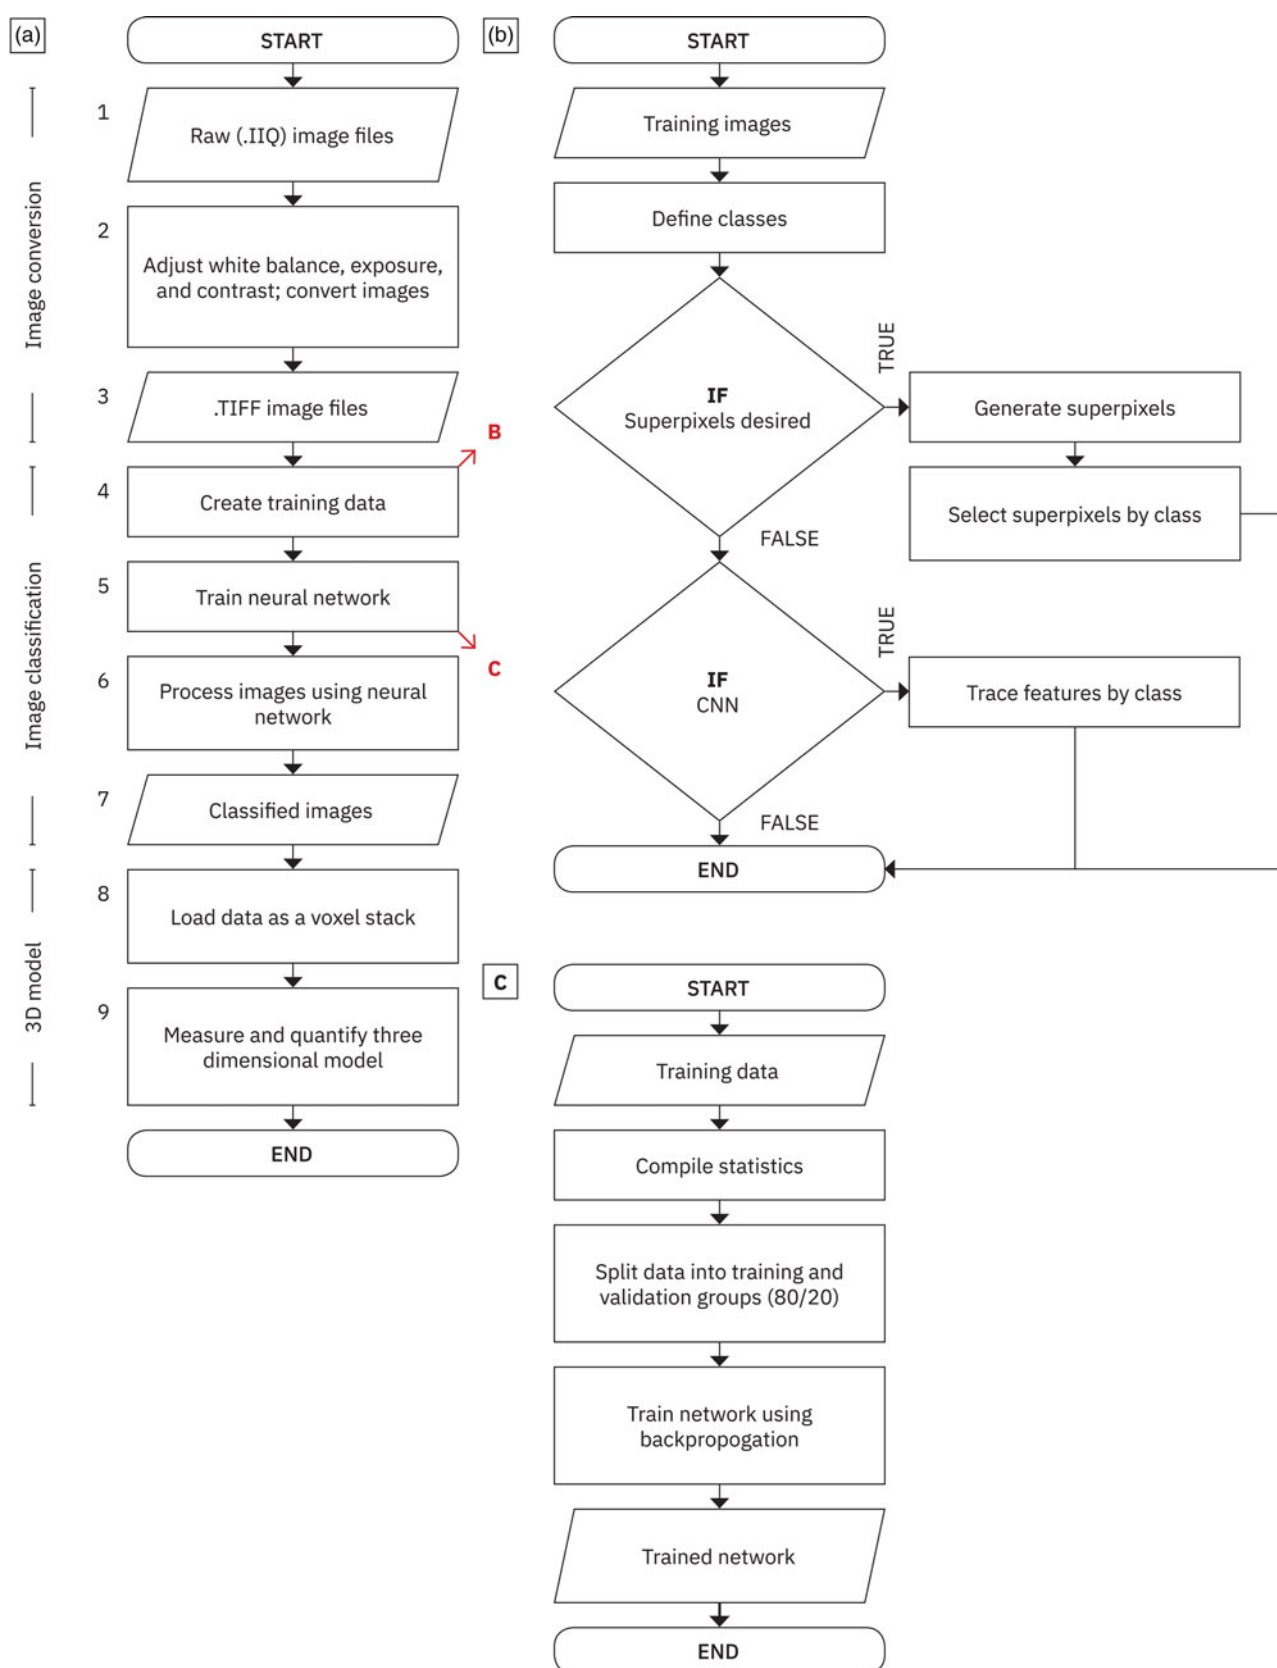 (a)
START
Image conversion
1
Raw (.IIQ) image files
2
Adjust white balance, exposure,
and contrast; convert images
3
.TIFF image files
B
Image classification
4
Create training data
5
Train neural network
C
6
Process images using neural
network
7
Classified images
3D model
8
Load data as a voxel stack
9
Measure and quantify three
dimensional model
END
(b)
START
Training images
Define classes
IF
Superpixels desired
TRUE
Generate superpixels
Select superpixels by class
FALSE
IF
CNN
TRUE
Trace features by class
FALSE
END
C
START
Training data
Compile statistics
Split data into training and
validation groups (80/20)
Train network using
backpropogation
Trained network
END